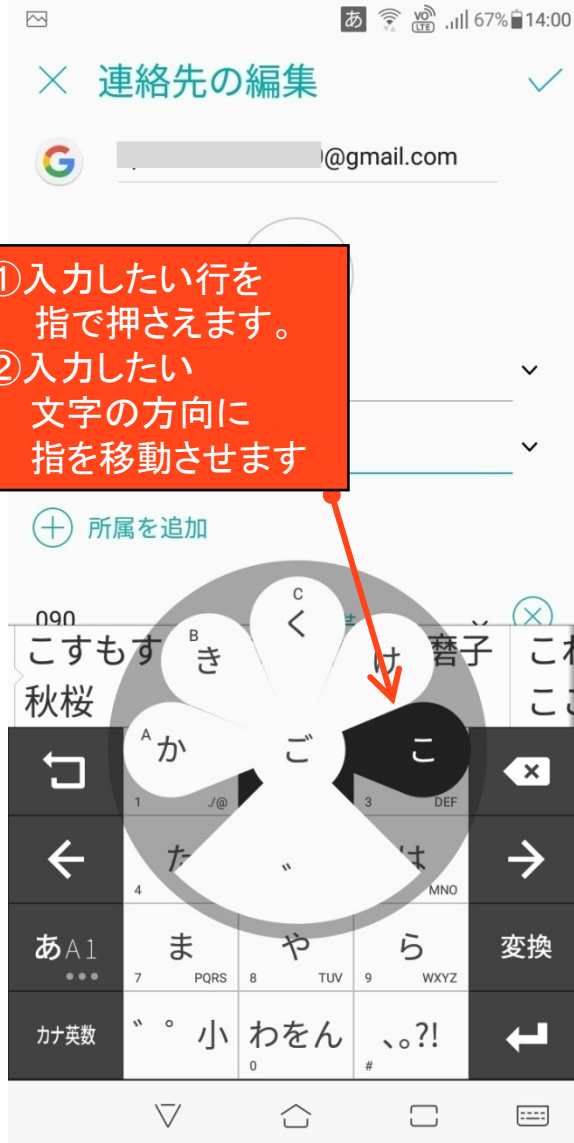 あ VO)) LTE 67% 14:00
連絡先の編集
G @gmail.com
①入力したい行を
指で押さえます。
②入力したい
文字の方向に
指を移動させます
所属を追加
090
こすもす 磨子
秋桜
A か B き C く け こ
ご
゛
1 ./@ 3 DEF
た は
4 MNO
あA1 ま や ら 変換
7 PQRS 8 TUV 9 WXYZ
カナ英数 ゛゜小 わをん 、。?!
0 #